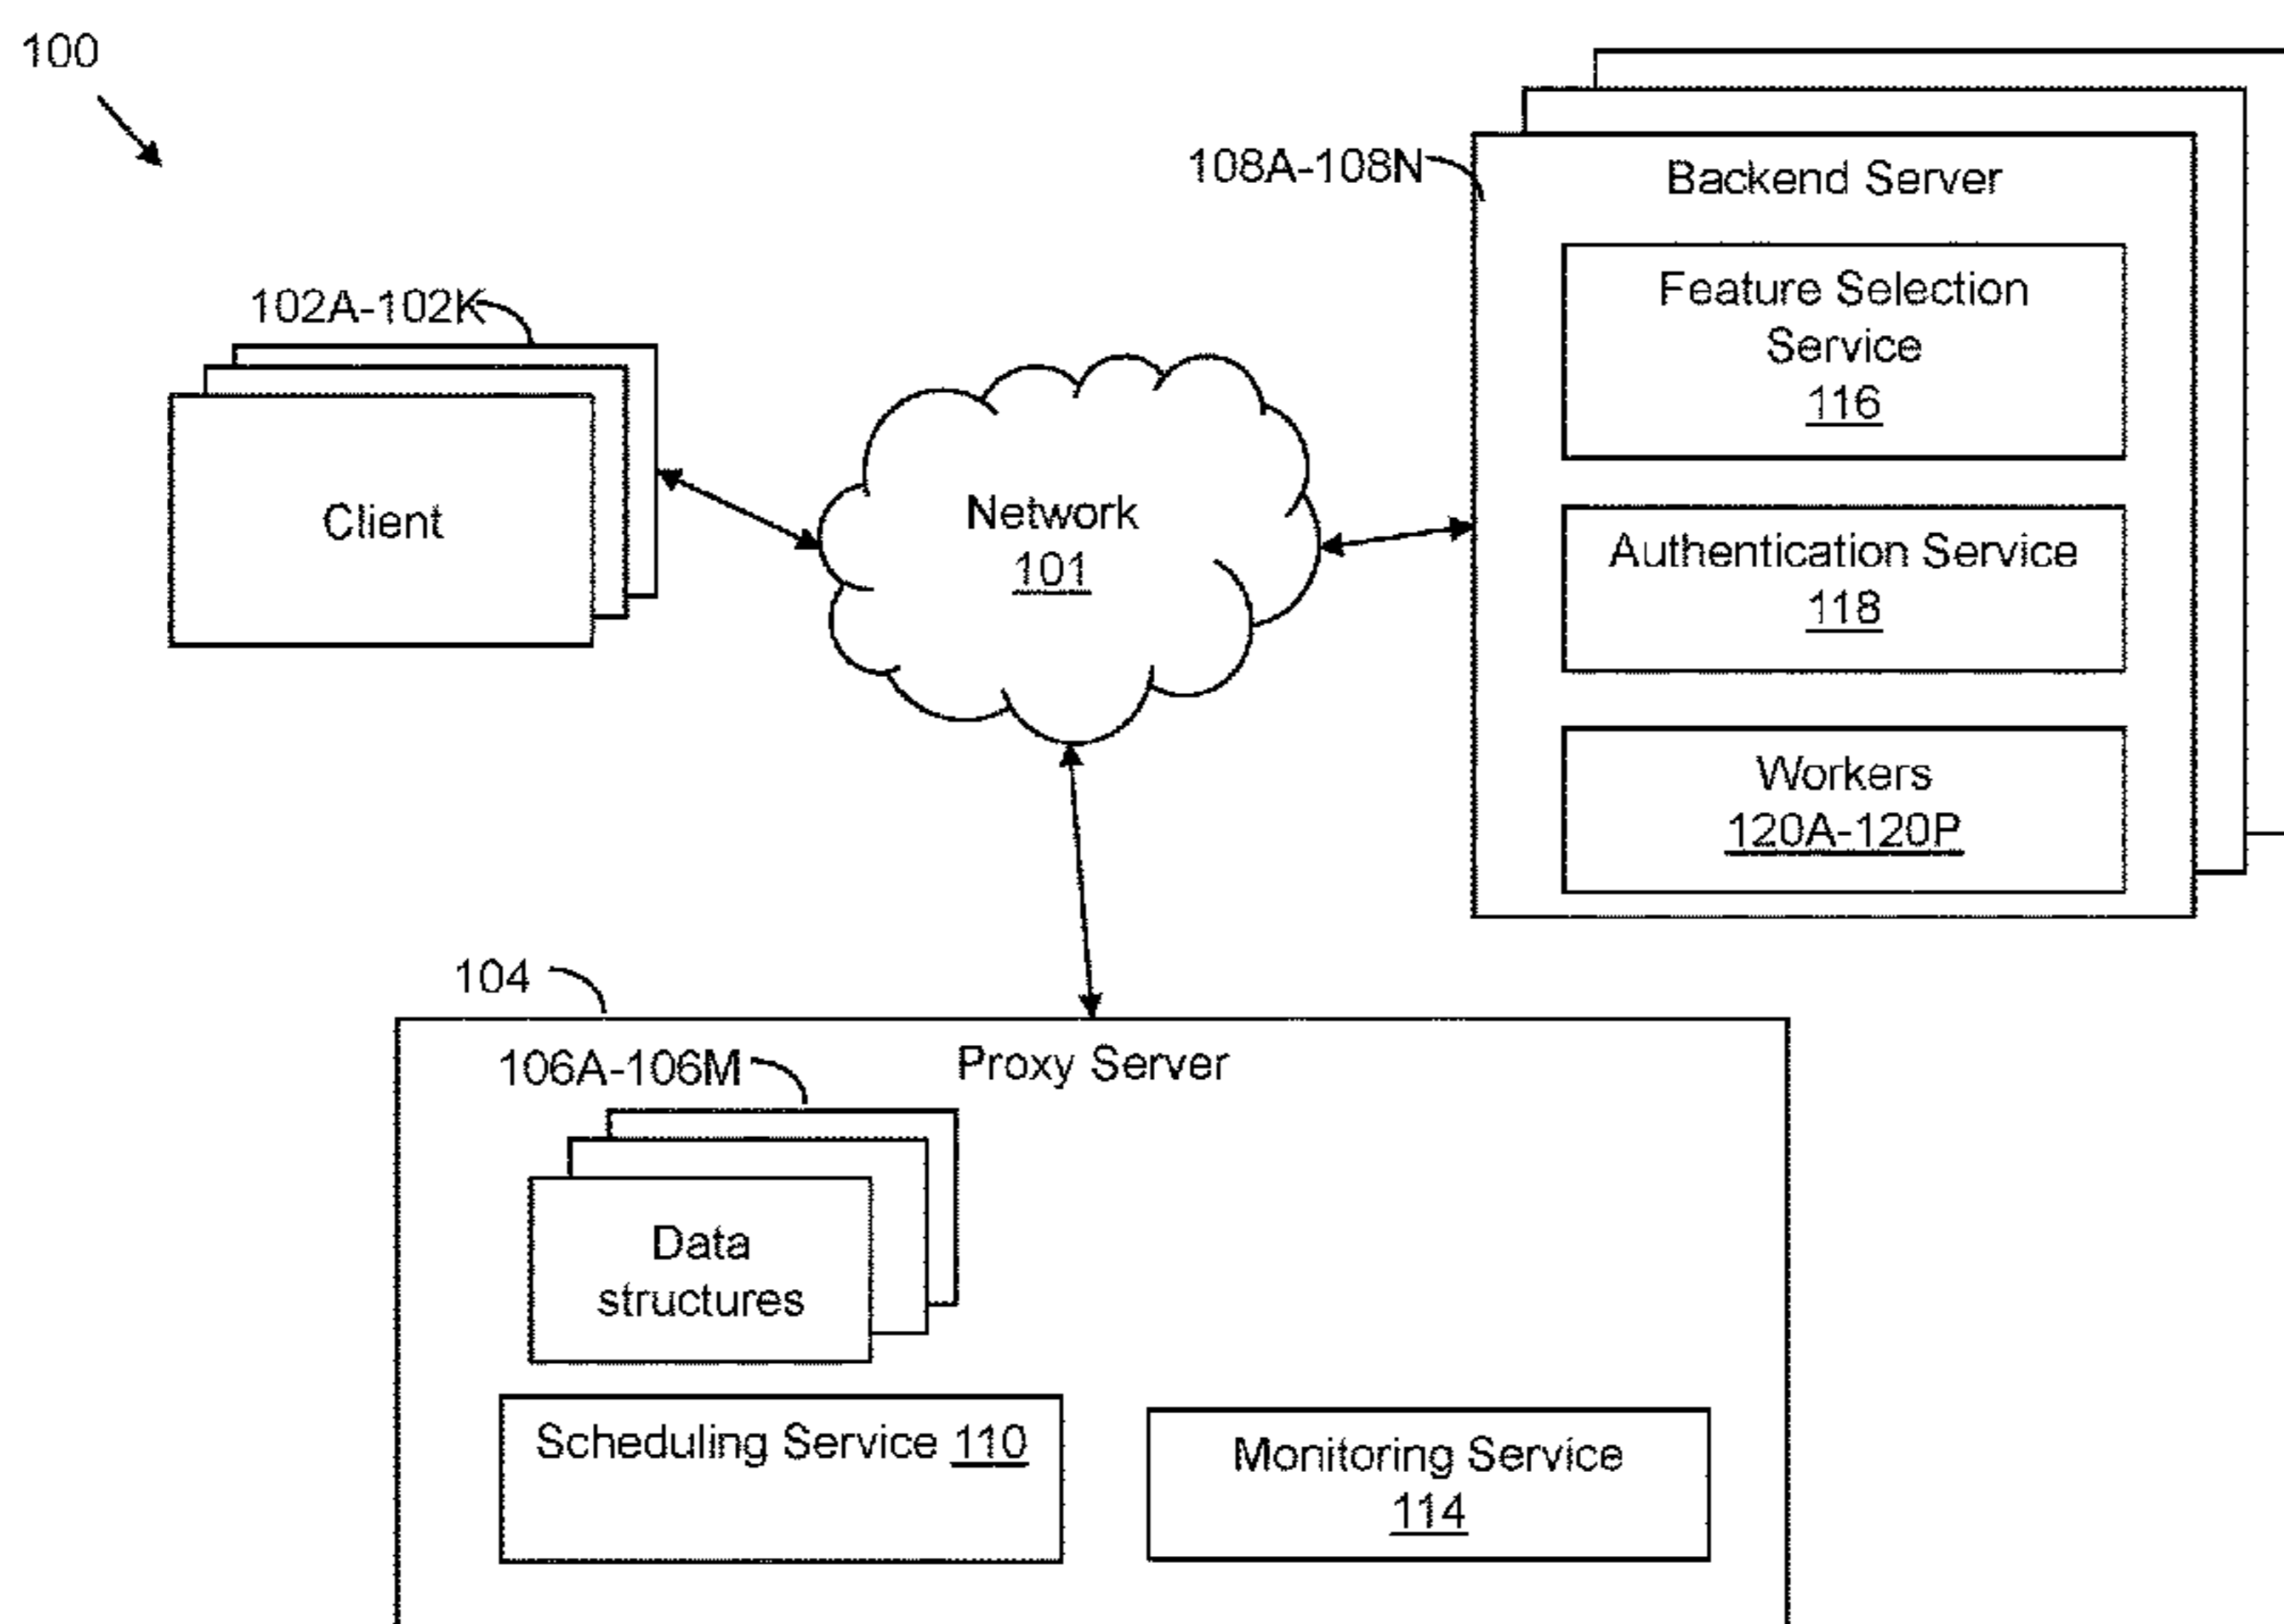 100
108A-108N
Backend Server
Feature Selection
Service
116
Authentication Service
118
Workers
120A-120P
102A-102K
Client
Network
101
104
Proxy Server
106A-106M
Data
structures
Scheduling Service 110
Monitoring Service
114